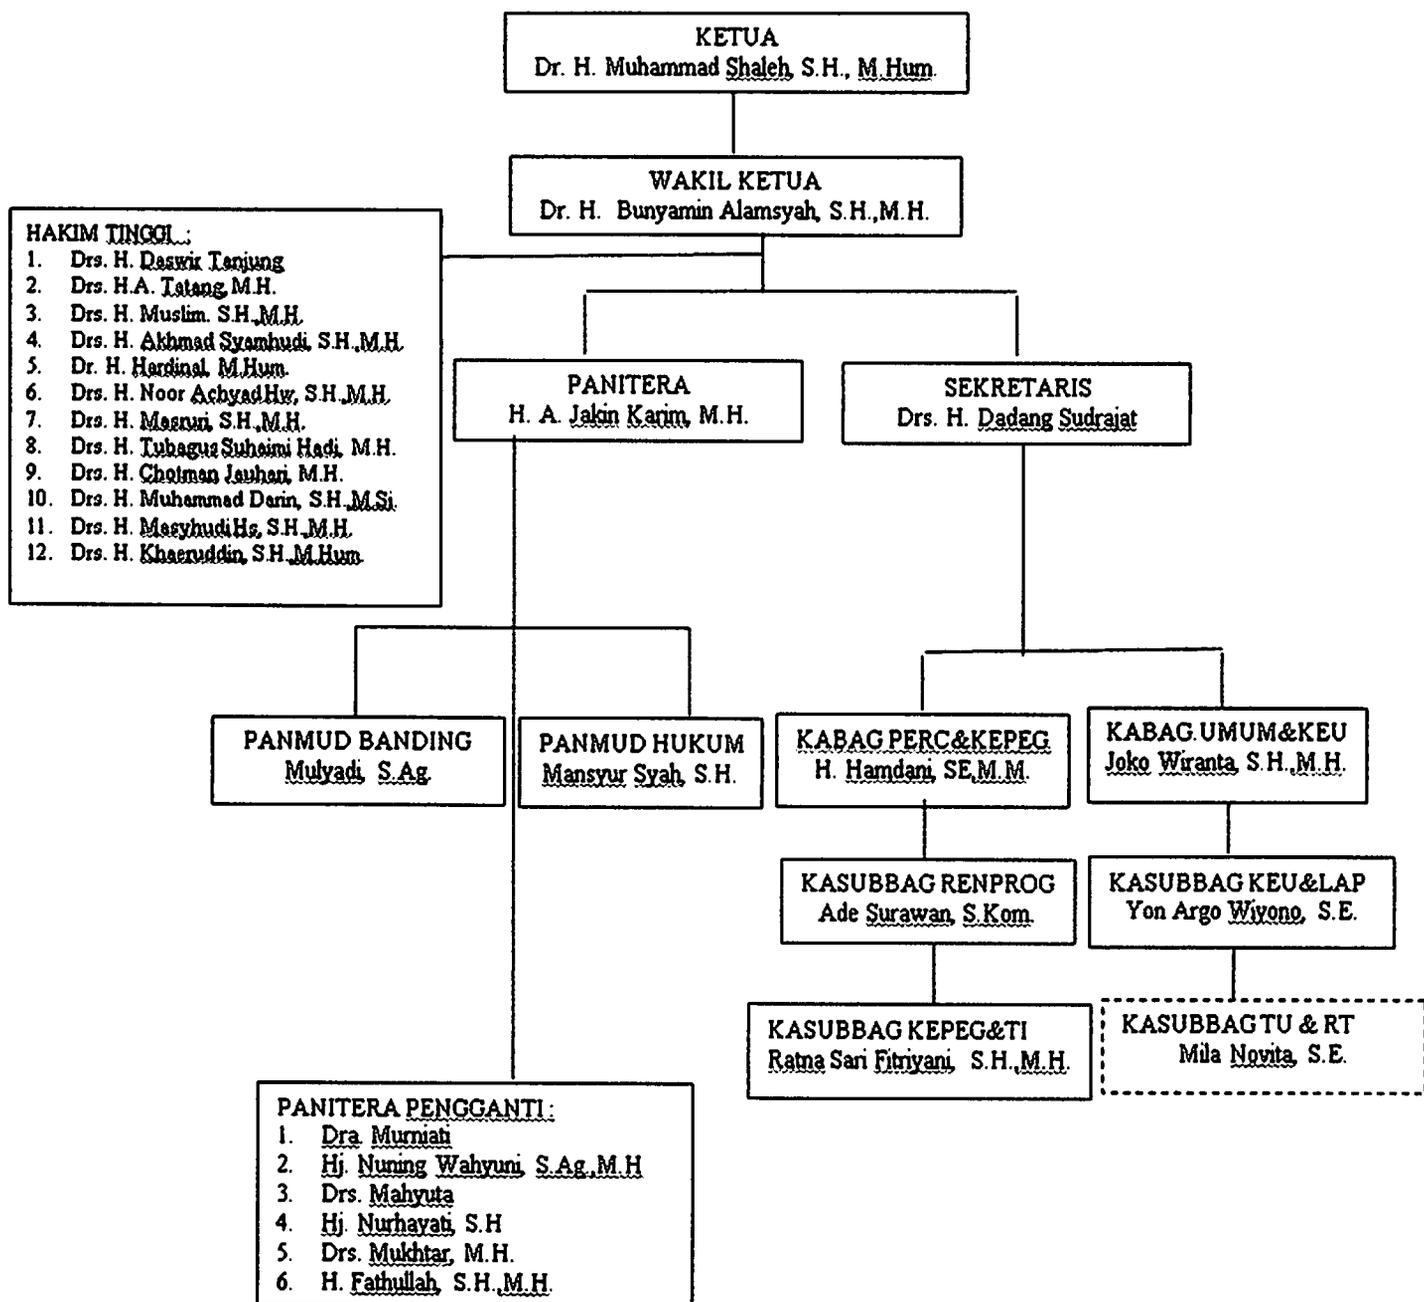 KETUA
Dr. H. Muhammad Shaleh, S.H., M.Hum.
WAKIL KETUA
Dr. H. Bunyamin Alamsyah, S.H.,M.H.
HAKIM TINGGI :
1. Drs. H. Daswir Tanjung
2. Drs. H.A. Tatang, M.H.
3. Drs. H. Muslim. S.H.,M.H.
4. Drs. H. Akhmad Syamhudi, S.H.,M.H.
5. Dr. H. Hardinal, M.Hum.
6. Drs. H. Noor Achyad Hw, S.H.,M.H.
7. Drs. H. Masruri, S.H.,M.H.
8. Drs. H. Tubagus Suhaimi Hadi, M.H.
9. Drs. H. Chotman Jauhari, M.H.
10. Drs. H. Muhammad Darin, S.H.,M.Si.
11. Drs. H. Masyhudi Hs, S.H.,M.H.
12. Drs. H. Khaeruddin, S.H.,M.Hum.
PANITERA
H. A. Jakin Karim, M.H.
SEKRETARIS
Drs. H. Dadang Sudrajat
PANMUD BANDING
Mulyadi, S.Ag.
PANMUD HUKUM
Mansyur Syah, S.H.
KABAG PERC&KEPEG
H. Hamdani, SE,M.M.
KABAG. UMUM&KEU
Joko Wiranta, S.H.,M.H.
KASUBBAG RENPROG
Ade Surawan, S.Kom.
KASUBBAG KEU&LAP
Yon Argo Wiyono, S.E.
KASUBBAG KEPEG&TI
Ratna Sari Fitriyani, S.H.,M.H.
KASUBBAG TU & RT
Mila Novita, S.E.
PANITERA PENGGANTI :
1. Dra. Murniati
2. Hj. Nuning Wahyuni, S.Ag.,M.H
3. Drs. Mahyuta
4. Hj. Nurhayati, S.H
5. Drs. Mukhtar, M.H.
6. H. Fathullah, S.H.,M.H.